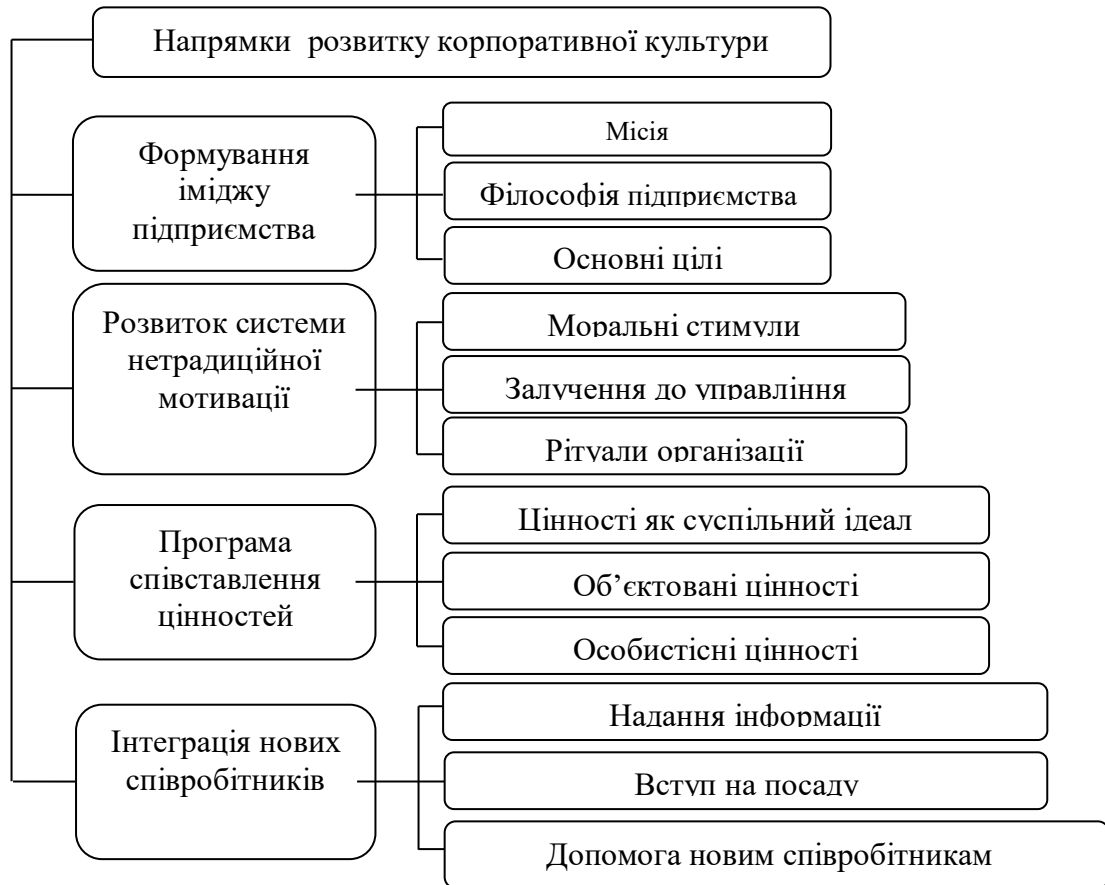 Напрямки розвитку корпоративної культури
Формування
іміджу
підприємства
Місія
Філософія підприємства
Основні цілі
Розвиток системи
нетрадиційної
мотивації
Моральні стимули
Залучення до управління
Рітуали організації
Програма
співставлення
цінностей
Цінності як суспільний ідеал
Об’єктовані цінності
Особистісні цінності
Інтеграція нових
співробітників
Надання інформації
Вступ на посаду
Допомога новим співробітникам